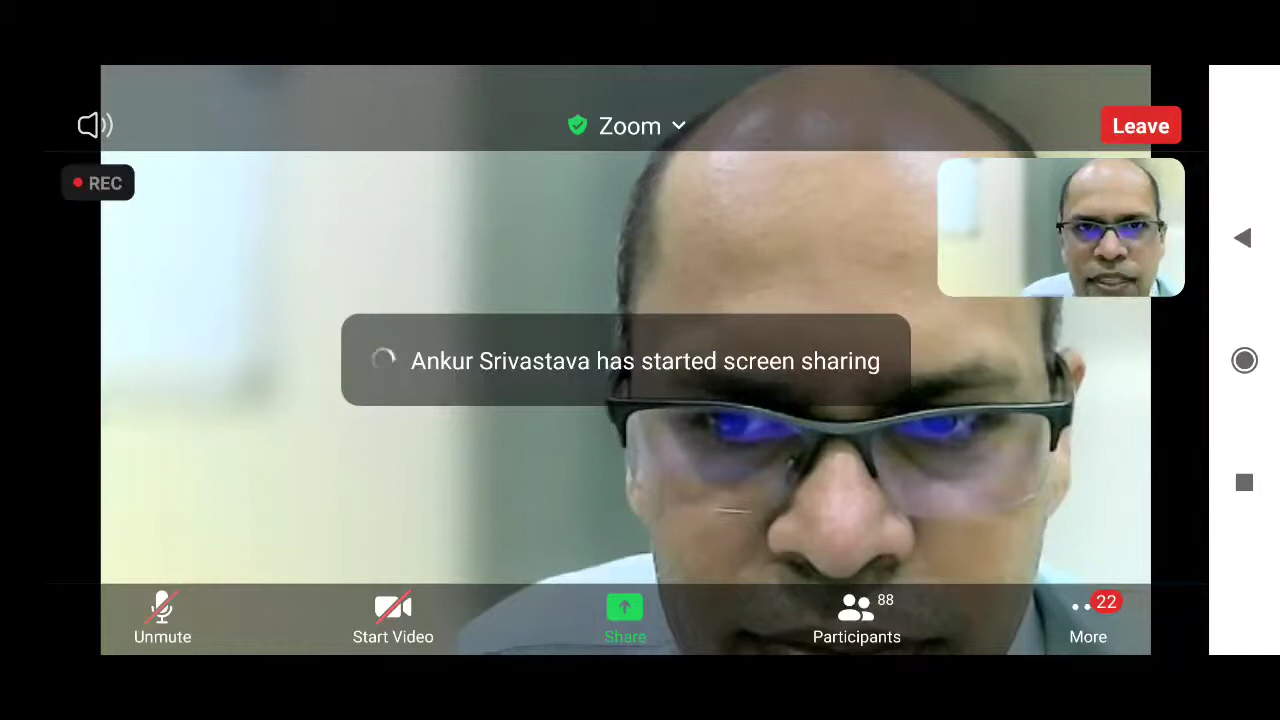 Zoom
Leave
REC
Ankur Srivastava has started screen sharing
Unmute
Start Video
Share
88
Participants
22
More